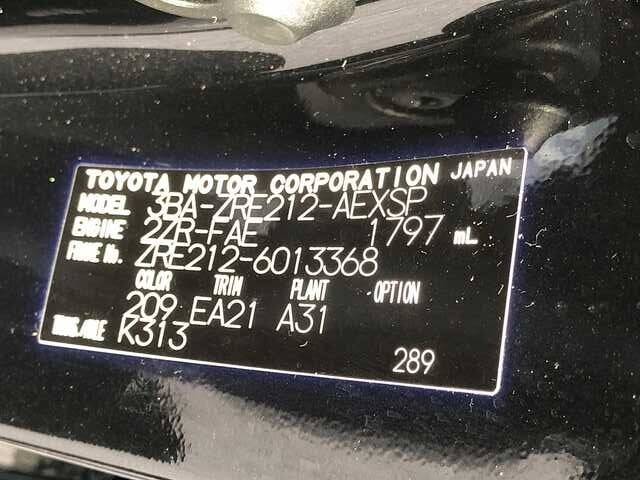 TOYOTA MOTOR CORPORATION JAPAN
MODEL 3BA-ZRE212-AEXSP
ENGINE 2ZR-FAE 1797 mL
FRAME No. ZRE212-6013368
COLOR TRIM PLANT OPTION
209 EA21 A31
TRANS.AXLE K313
289